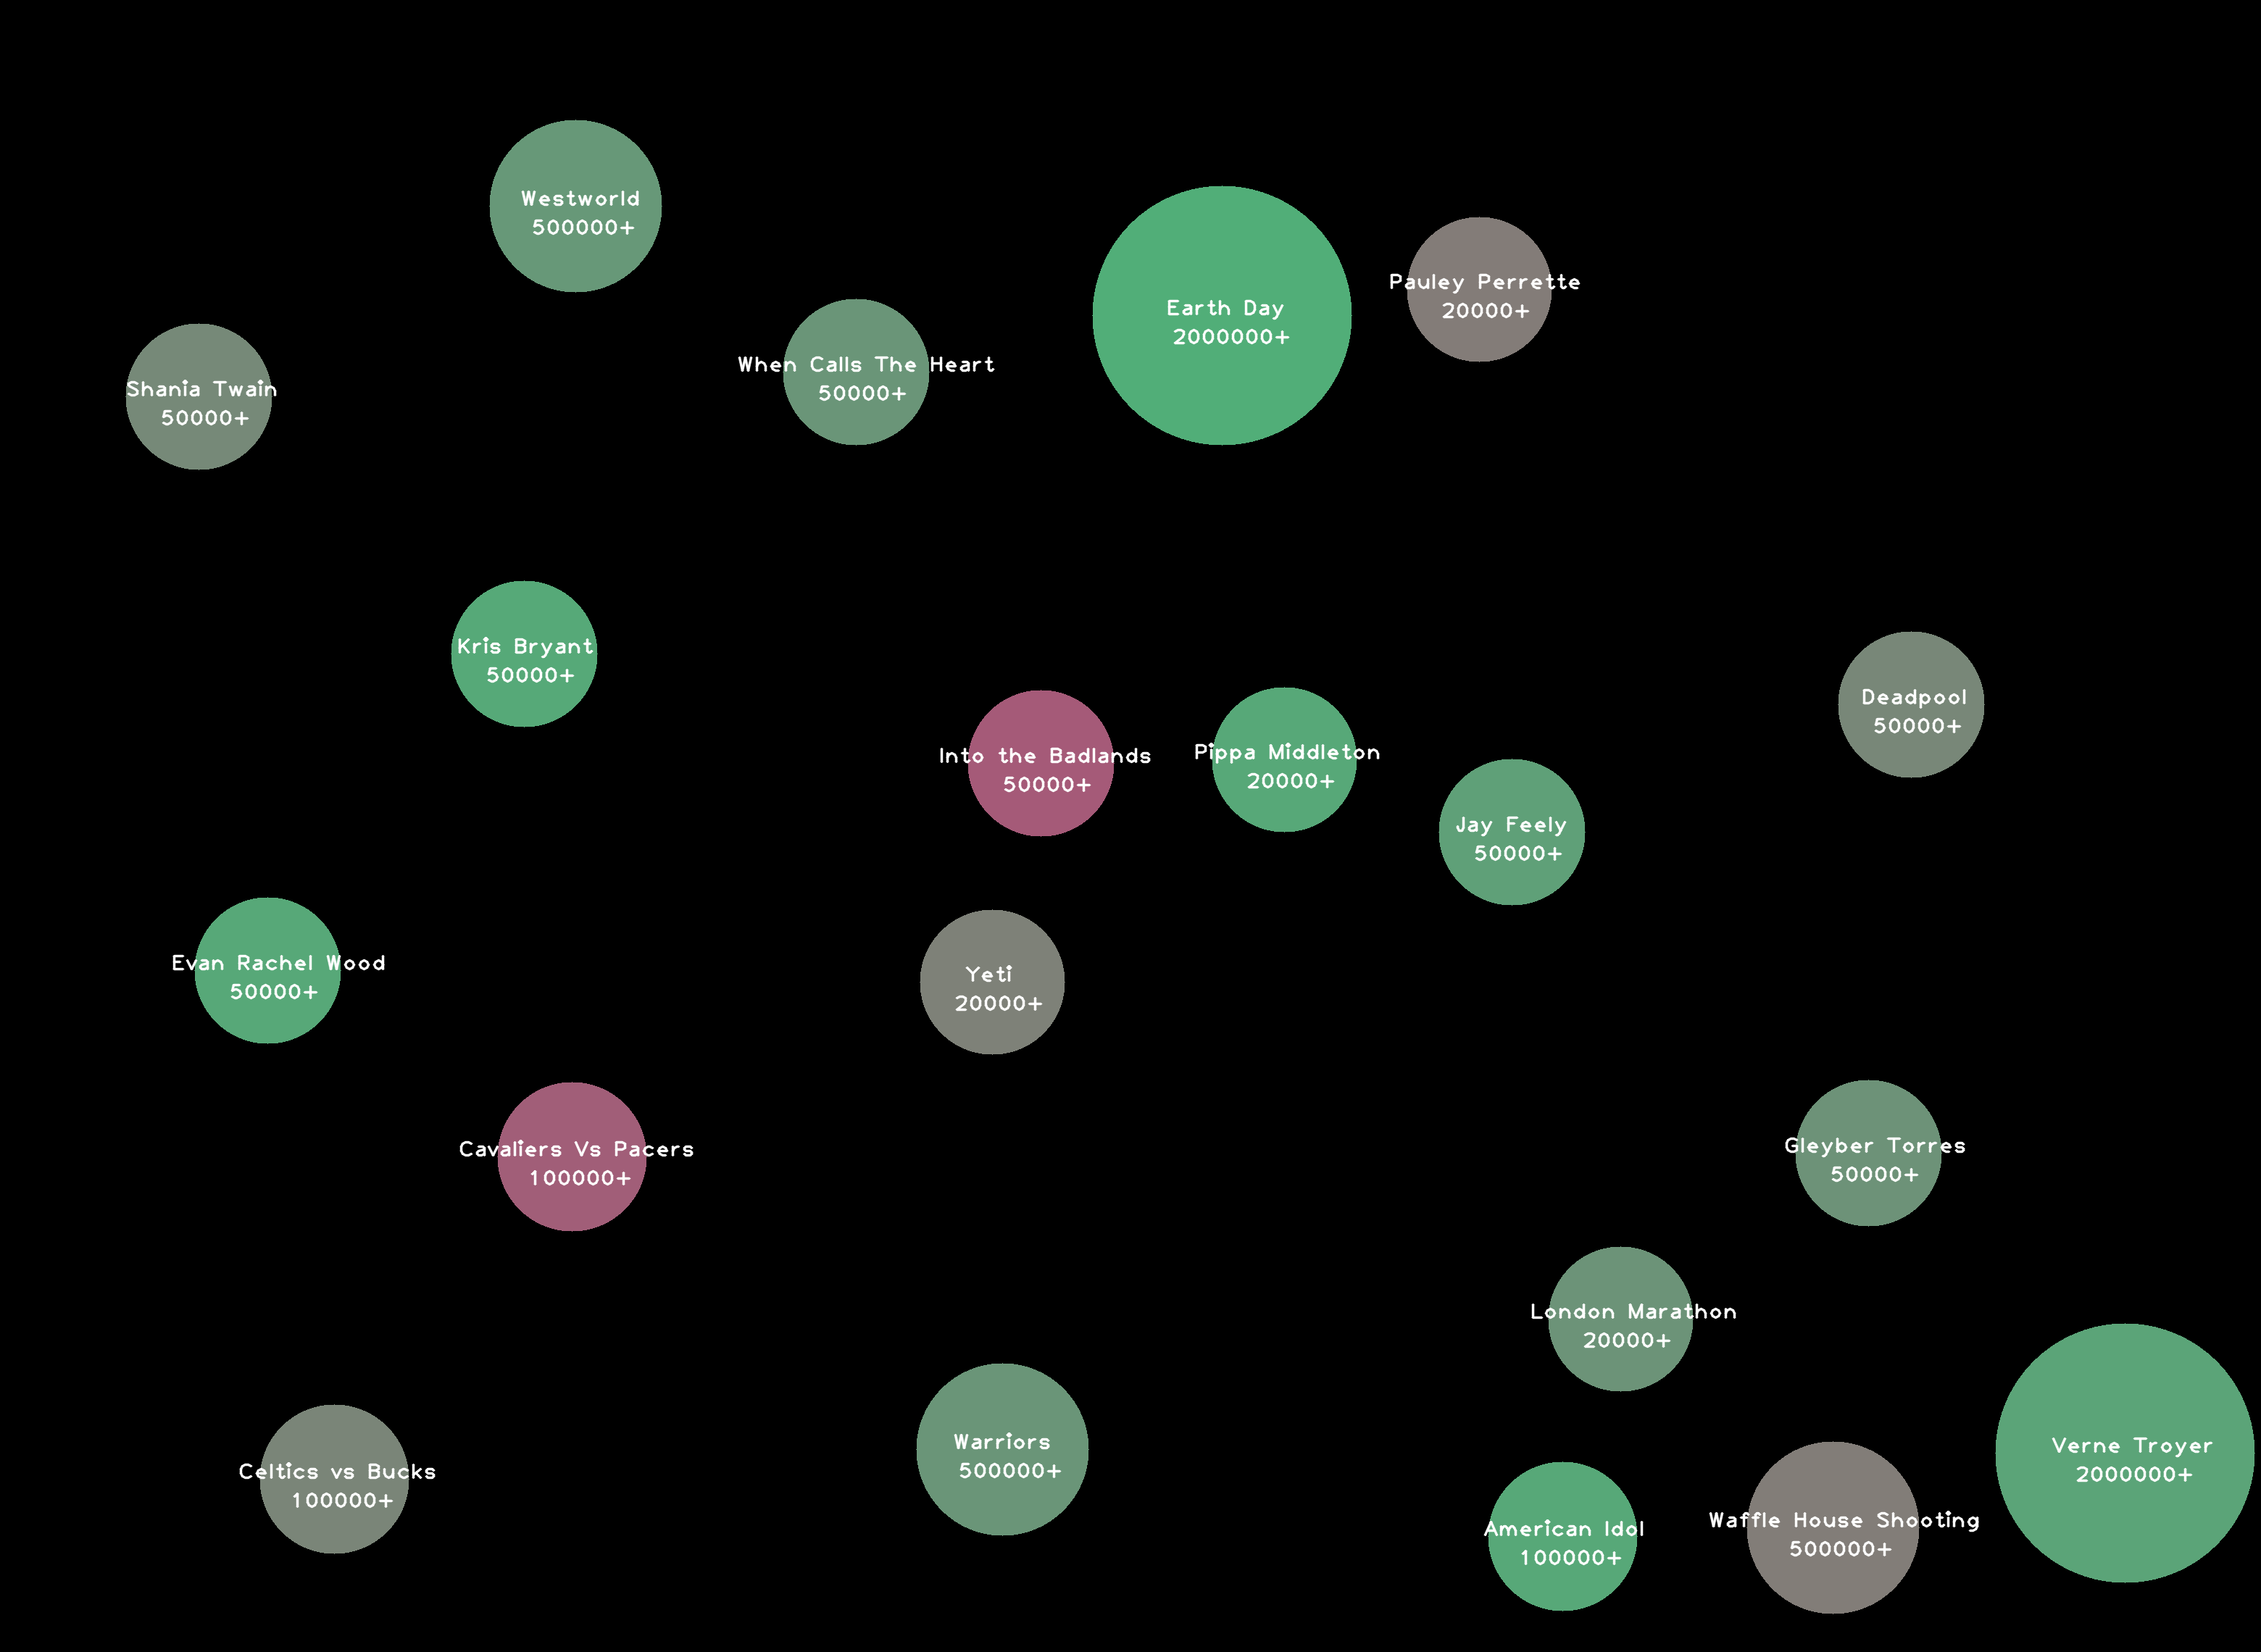 Westworld
500000+
Earth Day
2000000+
Pauley Perrette
20000+
When Calls The Heart
50000+
Shania Twain
50000+
Kris Bryant
50000+
Deadpool
50000+
Into the Badlands
50000+
Pippa Middleton
20000+
Jay Feely
50000+
Evan Rachel Wood
50000+
Yeti
20000+
Cavaliers Vs Pacers
100000+
Gleyber Torres
50000+
London Marathon
20000+
Warriors
500000+
Verne Troyer
2000000+
Celtics vs Bucks
100000+
American Idol
100000+
Waffle House Shooting
500000+